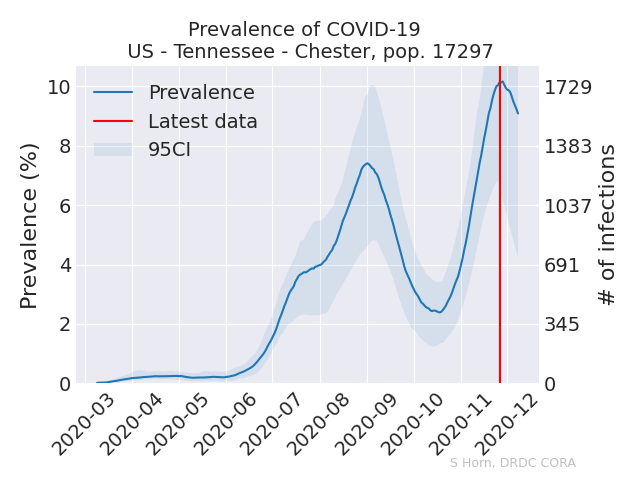 Prevalence of COVID-19
US - Tennessee - Chester, pop. 17297
Prevalence
Latest data
95CI
Prevalence (%)
10
8
6
4
2
0
1729
1383
1037
691
345
0
# of infections
2020-03
2020-04
2020-05
2020-06
2020-07
2020-08
2020-09
2020-10
2020-11
2020-12
S Horn, DRDC CORA